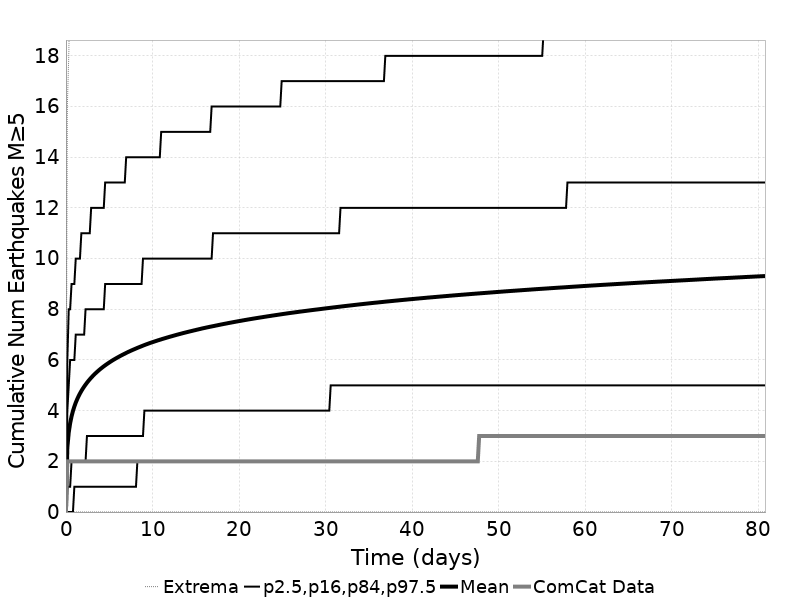 Cumulative Num Earthquakes M≥5
18
16
14
12
10
8
6
4
2
0
0 10 20 30 40 50 60 70 80
Time (days)
Extrema p2.5,p16,p84,p97.5 Mean ComCat Data